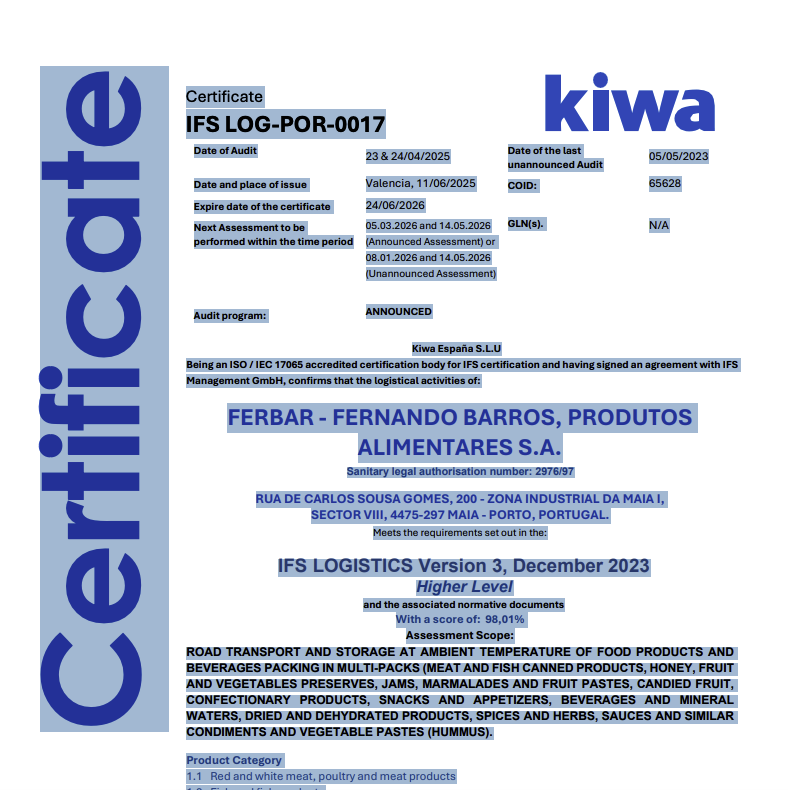 Certificate
kiwa
Certificate
IFS LOG-POR-0017
Date of Audit 23 & 24/04/2025 Date of the last unannounced Audit 05/05/2023
Date and place of issue Valencia, 11/06/2025 COID: 65628
Expire date of the certificate 24/06/2026
Next Assessment to be performed within the time period 05.03.2026 and 14.05.2026 GLN(s). N/A
(Announced Assessment) or
08.01.2026 and 14.05.2026
(Unannounced Assessment)
Audit program: ANNOUNCED
Kiwa España S.L.U
Being an ISO / IEC 17065 accredited certification body for IFS certification and having signed an agreement with IFS
Management GmbH, confirms that the logistical activities of:
FERBAR - FERNANDO BARROS, PRODUTOS
ALIMENTARES S.A.
Sanitary legal authorisation number: 2976/97
RUA DE CARLOS SOUSA GOMES, 200 - ZONA INDUSTRIAL DA MAIA I,
SECTOR VIII, 4475-297 MAIA - PORTO, PORTUGAL.
Meets the requirements set out in the:
IFS LOGISTICS Version 3, December 2023
Higher Level
and the associated normative documents
With a score of: 98,01%
Assessment Scope:
ROAD TRANSPORT AND STORAGE AT AMBIENT TEMPERATURE OF FOOD PRODUCTS AND
BEVERAGES PACKING IN MULTI-PACKS (MEAT AND FISH CANNED PRODUCTS, HONEY, FRUIT
AND VEGETABLES PRESERVES, JAMS, MARMALADES AND FRUIT PASTES, CANDIED FRUIT,
CONFECTIONARY PRODUCTS, SNACKS AND APPETIZERS, BEVERAGES AND MINERAL
WATERS, DRIED AND DEHYDRATED PRODUCTS, SPICES AND HERBS, SAUCES AND SIMILAR
CONDIMENTS AND VEGETABLE PASTES (HUMMUS).
Product Category
1.1 Red and white meat, poultry and meat products